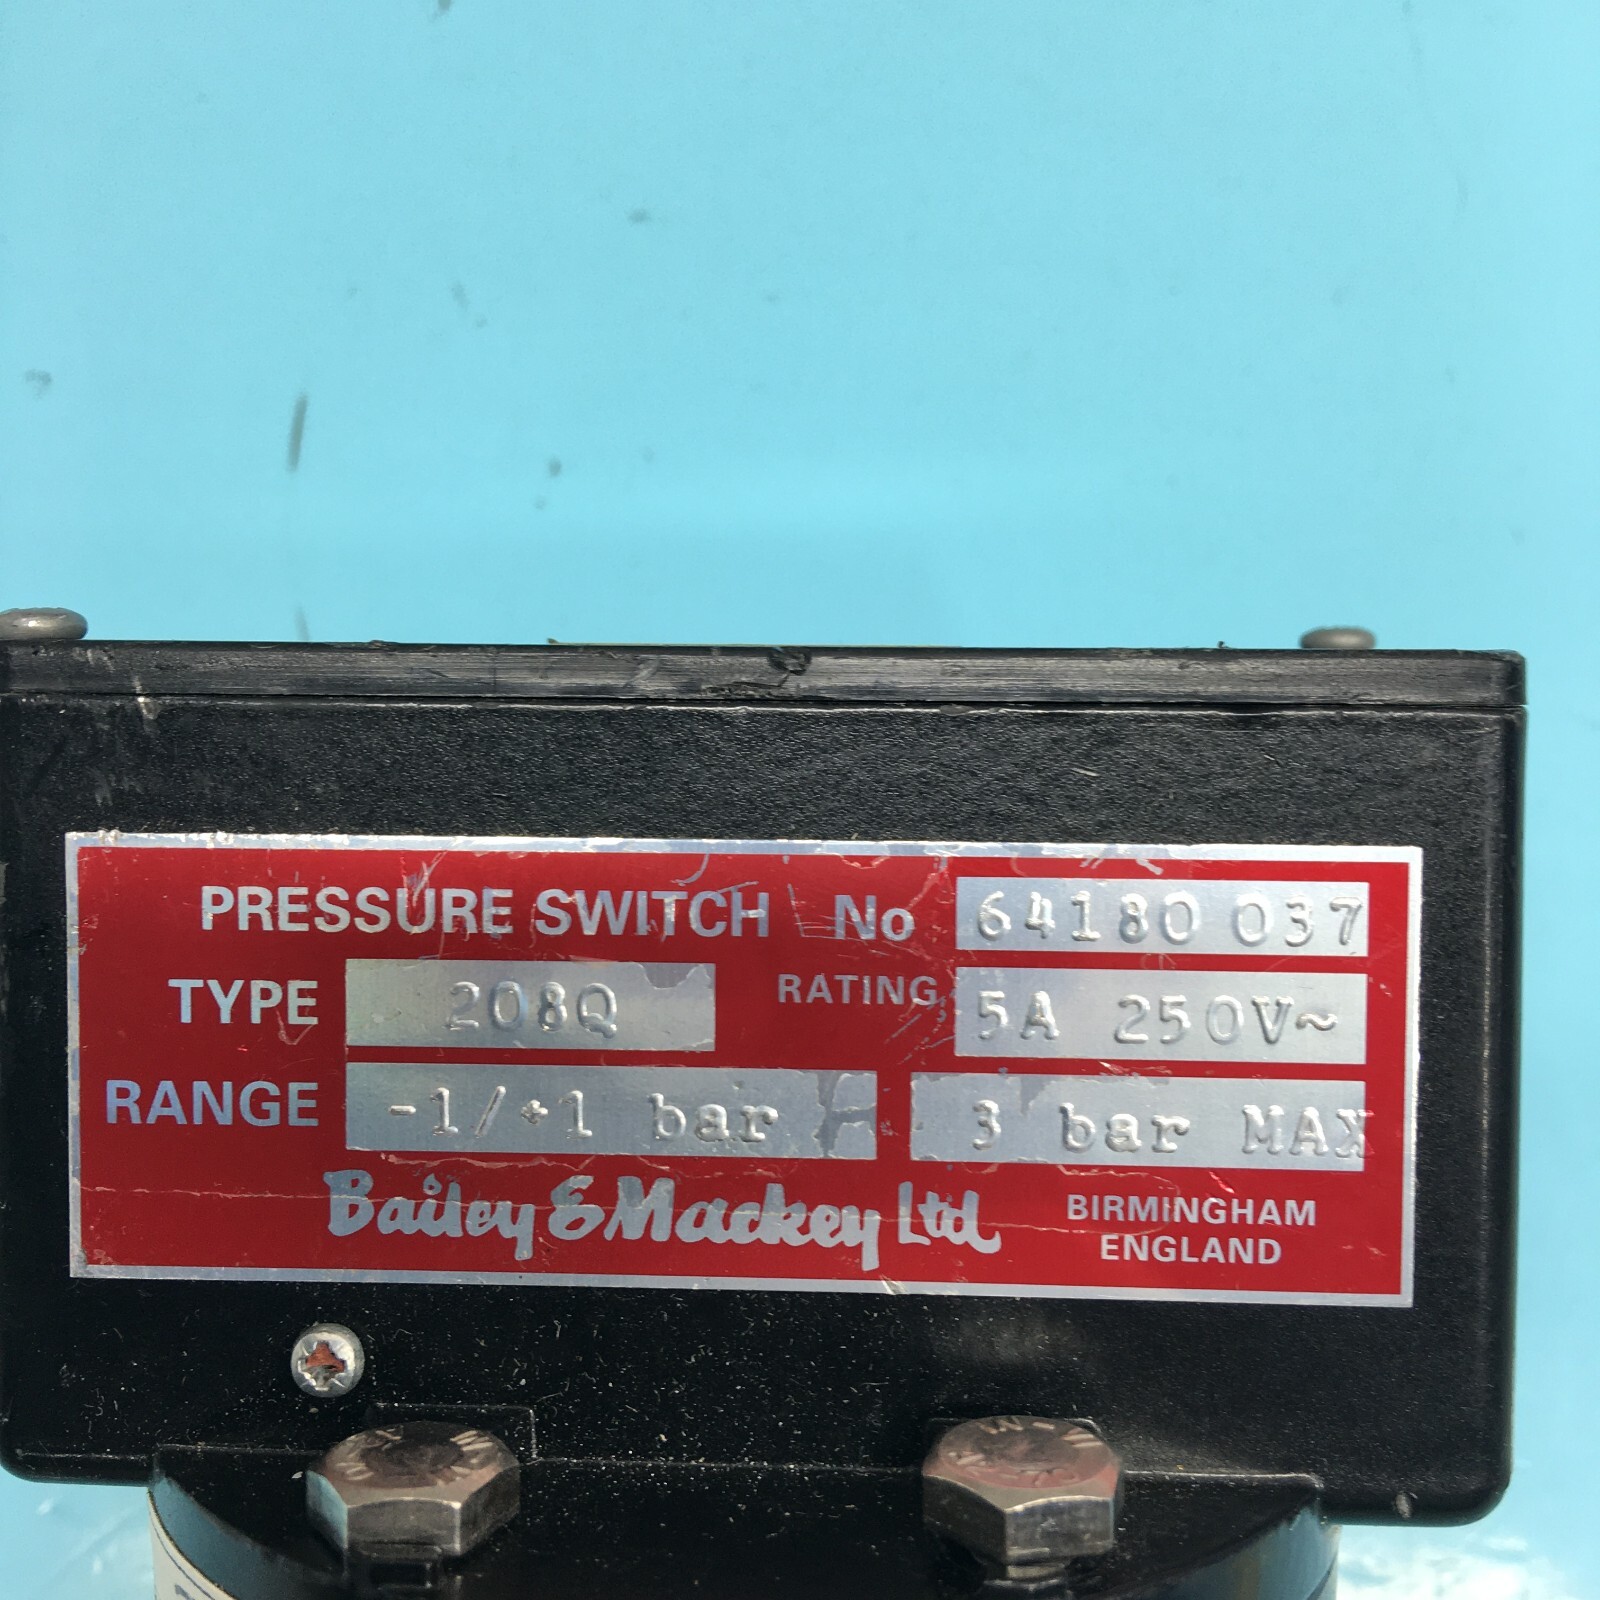 PRESSURE SWITCH No 64180 037
TYPE 208Q RATING 5A 250V~
RANGE -1/+1 bar 3 bar MAX
Bailey & Mackey Ltd BIRMINGHAM
ENGLAND